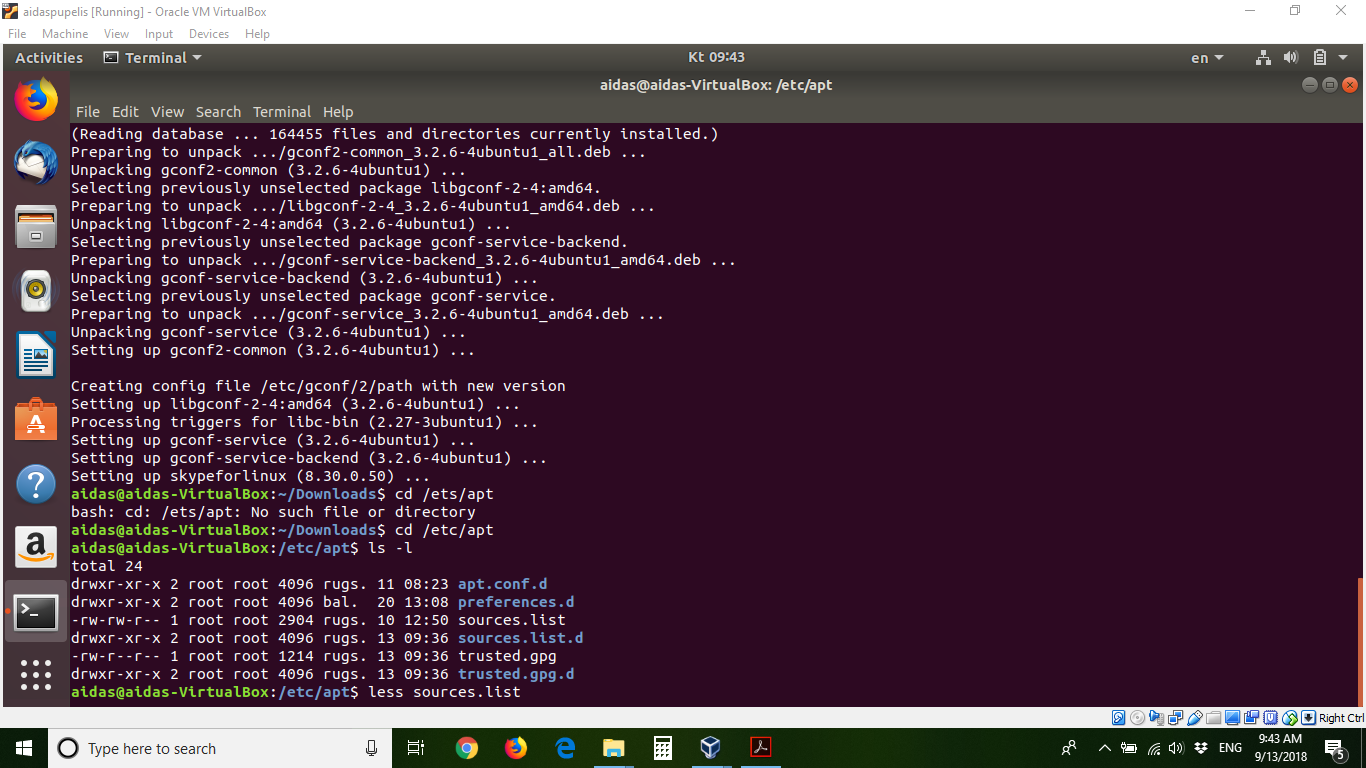 aidaspupelis [Running] - Oracle VM VirtualBox
File Machine View Input Devices Help
Activities Terminal Kt 09:43 en
aidas@aidas-VirtualBox: /etc/apt
File Edit View Search Terminal Help
(Reading database ... 164455 files and directories currently installed.)
Preparing to unpack .../gconf2-common_3.2.6-4ubuntu1_all.deb ...
Unpacking gconf2-common (3.2.6-4ubuntu1) ...
Selecting previously unselected package libgconf-2-4:amd64.
Preparing to unpack .../libgconf-2-4_3.2.6-4ubuntu1_amd64.deb ...
Unpacking libgconf-2-4:amd64 (3.2.6-4ubuntu1) ...
Selecting previously unselected package gconf-service-backend.
Preparing to unpack .../gconf-service-backend_3.2.6-4ubuntu1_amd64.deb ...
Unpacking gconf-service-backend (3.2.6-4ubuntu1) ...
Selecting previously unselected package gconf-service.
Preparing to unpack .../gconf-service_3.2.6-4ubuntu1_amd64.deb ...
Unpacking gconf-service (3.2.6-4ubuntu1) ...
Setting up gconf2-common (3.2.6-4ubuntu1) ...
Creating config file /etc/gconf/2/path with new version
Setting up libgconf-2-4:amd64 (3.2.6-4ubuntu1) ...
Processing triggers for libc-bin (2.27-3ubuntu1) ...
Setting up gconf-service (3.2.6-4ubuntu1) ...
Setting up gconf-service-backend (3.2.6-4ubuntu1) ...
Setting up skypeforlinux (8.30.0.50) ...
aidas@aidas-VirtualBox:~/Downloads$ cd /ets/apt
bash: cd: /ets/apt: No such file or directory
aidas@aidas-VirtualBox:~/Downloads$ cd /etc/apt
aidas@aidas-VirtualBox:/etc/apt$ ls -l
total 24
drwxr-xr-x 2 root root 4096 rugs. 11 08:23 apt.conf.d
drwxr-xr-x 2 root root 4096 bal.  20 13:08 preferences.d
-rw-rw-r-- 1 root root 2904 rugs. 10 12:50 sources.list
drwxr-xr-x 2 root root 4096 rugs. 13 09:36 sources.list.d
-rw-r--r-- 1 root root 1214 rugs. 13 09:36 trusted.gpg
drwxr-xr-x 2 root root 4096 rugs. 13 09:36 trusted.gpg.d
aidas@aidas-VirtualBox:/etc/apt$ less sources.list
Right Ctrl
Type here to search
ENG
9:43 AM
9/13/2018
5